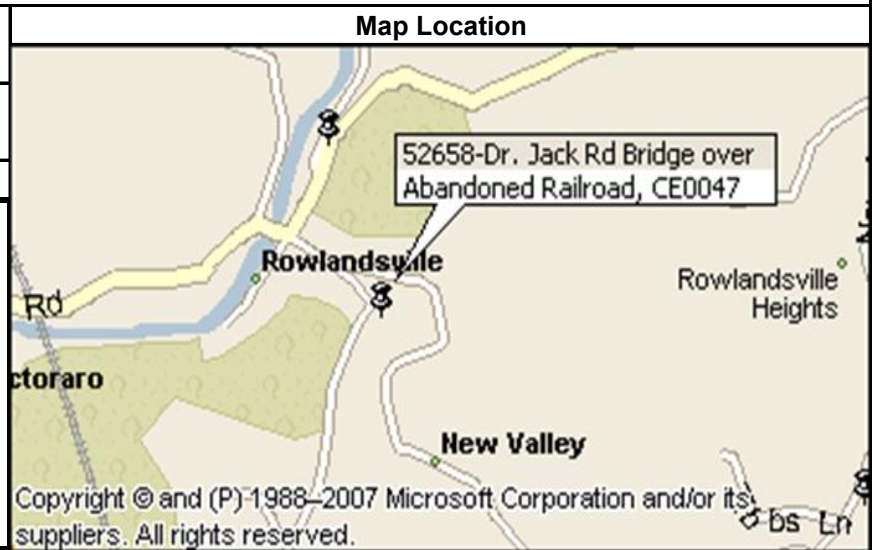 Map Location
52658-Dr. Jack Rd Bridge over
Abandoned Railroad, CE0047
Rowlandsville
Rowlandsville
Heights
Rd
ctoraro
New Valley
Copyright © and (P) 1988–2007 Microsoft Corporation and/or its
suppliers. All rights reserved.
bs Ln